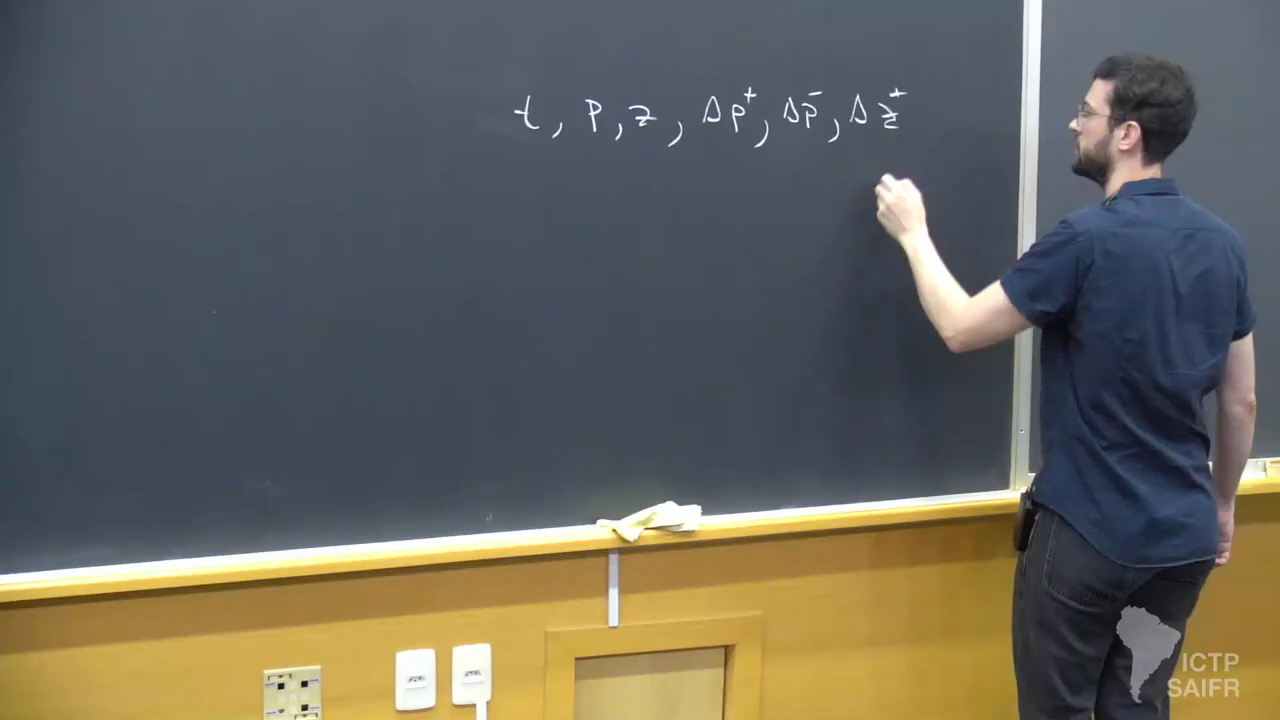 t, p, z, Δp⁺, Δp⁻, Δz⁺
ICTP
SAIFR